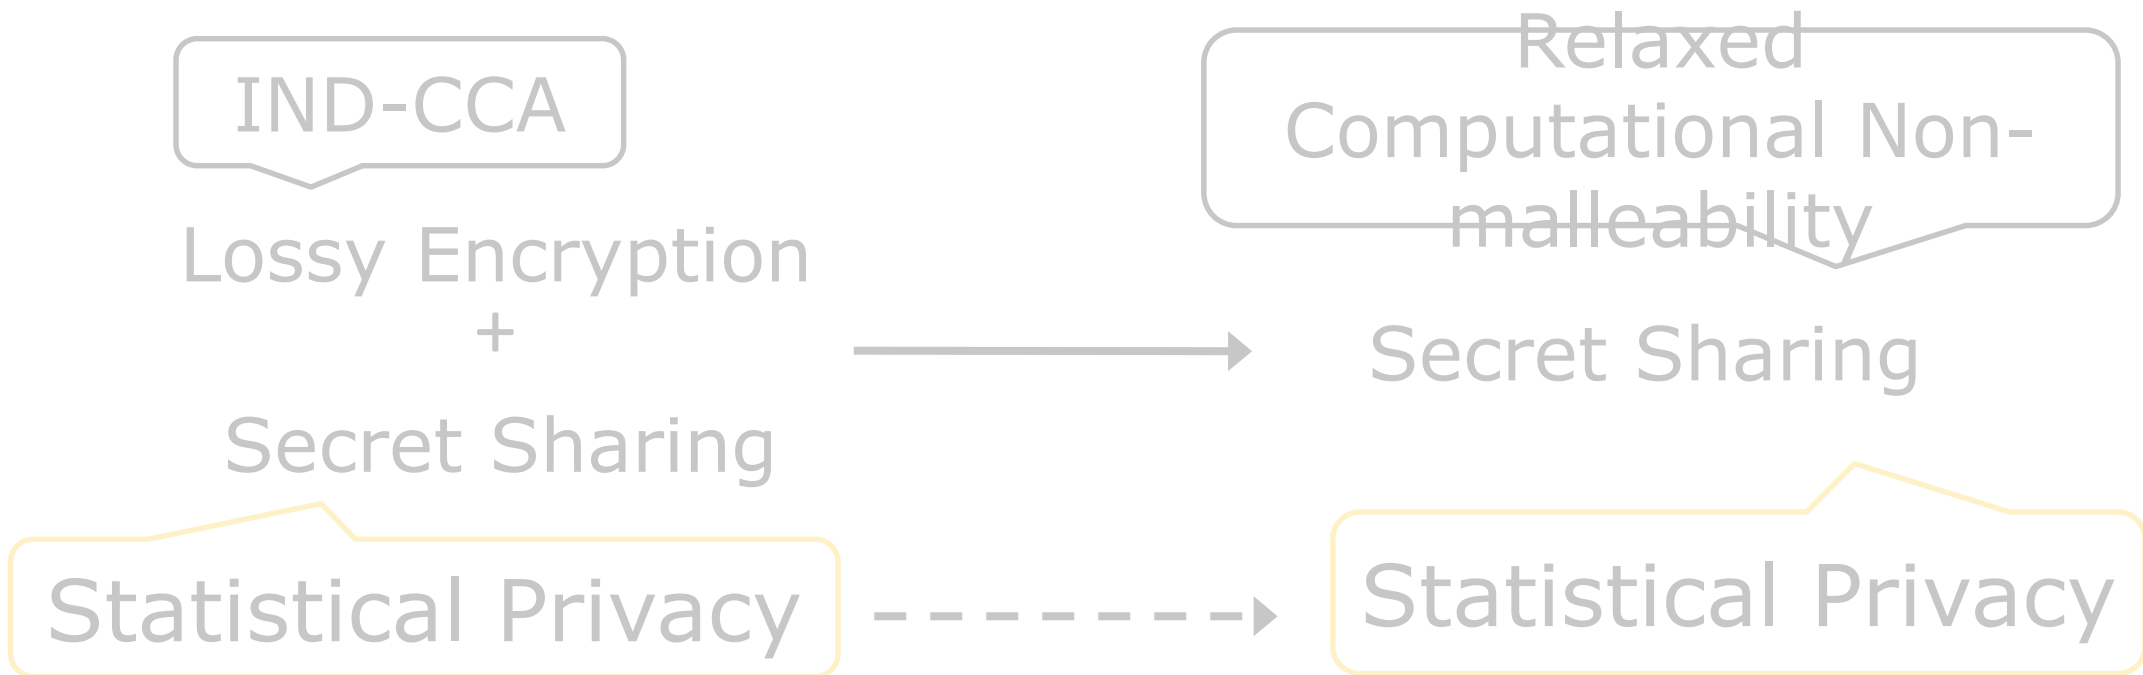 IND-CCA
Lossy Encryption
+
Secret Sharing
Statistical Privacy
Relaxed
Computational Non-
malleability
Secret Sharing
Statistical Privacy